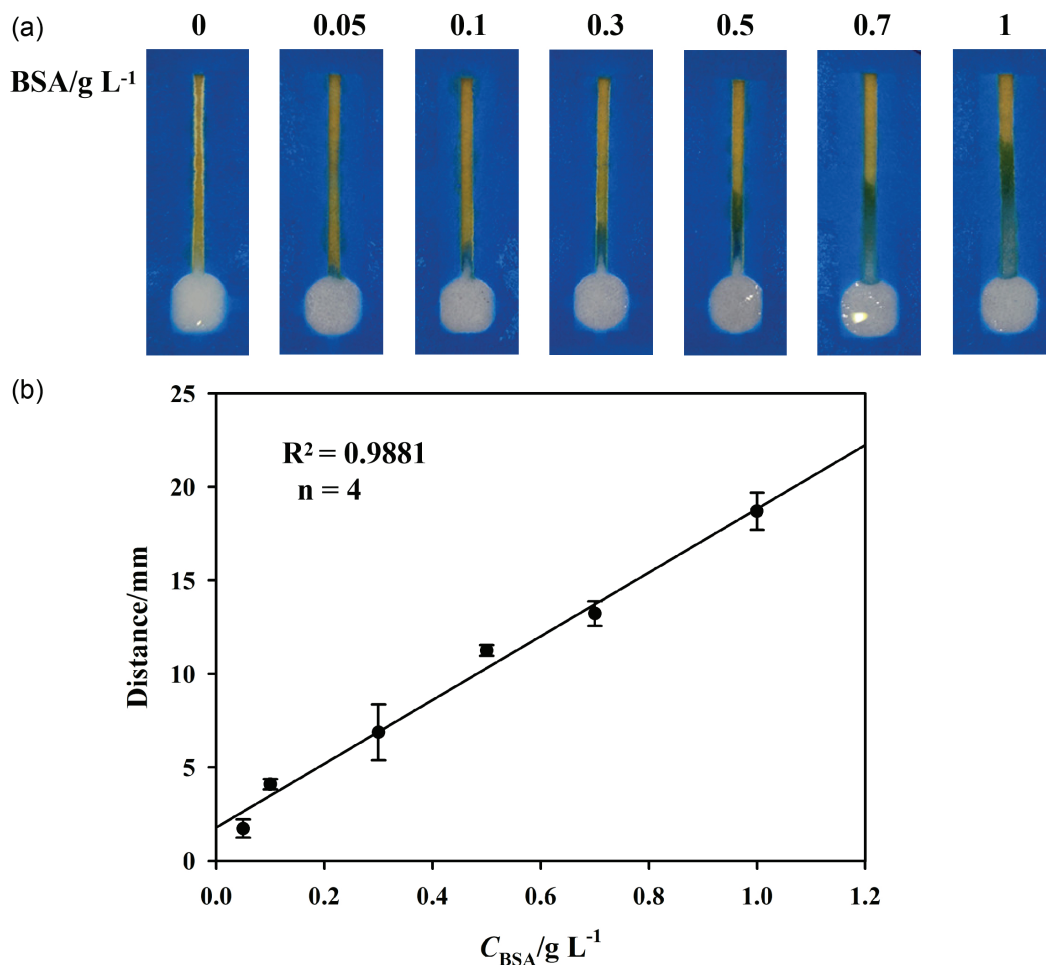 (a)
0 0.05 0.1 0.3 0.5 0.7 1
BSA/g L⁻¹
(b)
25
R² = 0.9881
n = 4
20
15
10
5
0
Distance/mm
0.0 0.2 0.4 0.6 0.8 1.0 1.2
C_BSA/g L⁻¹